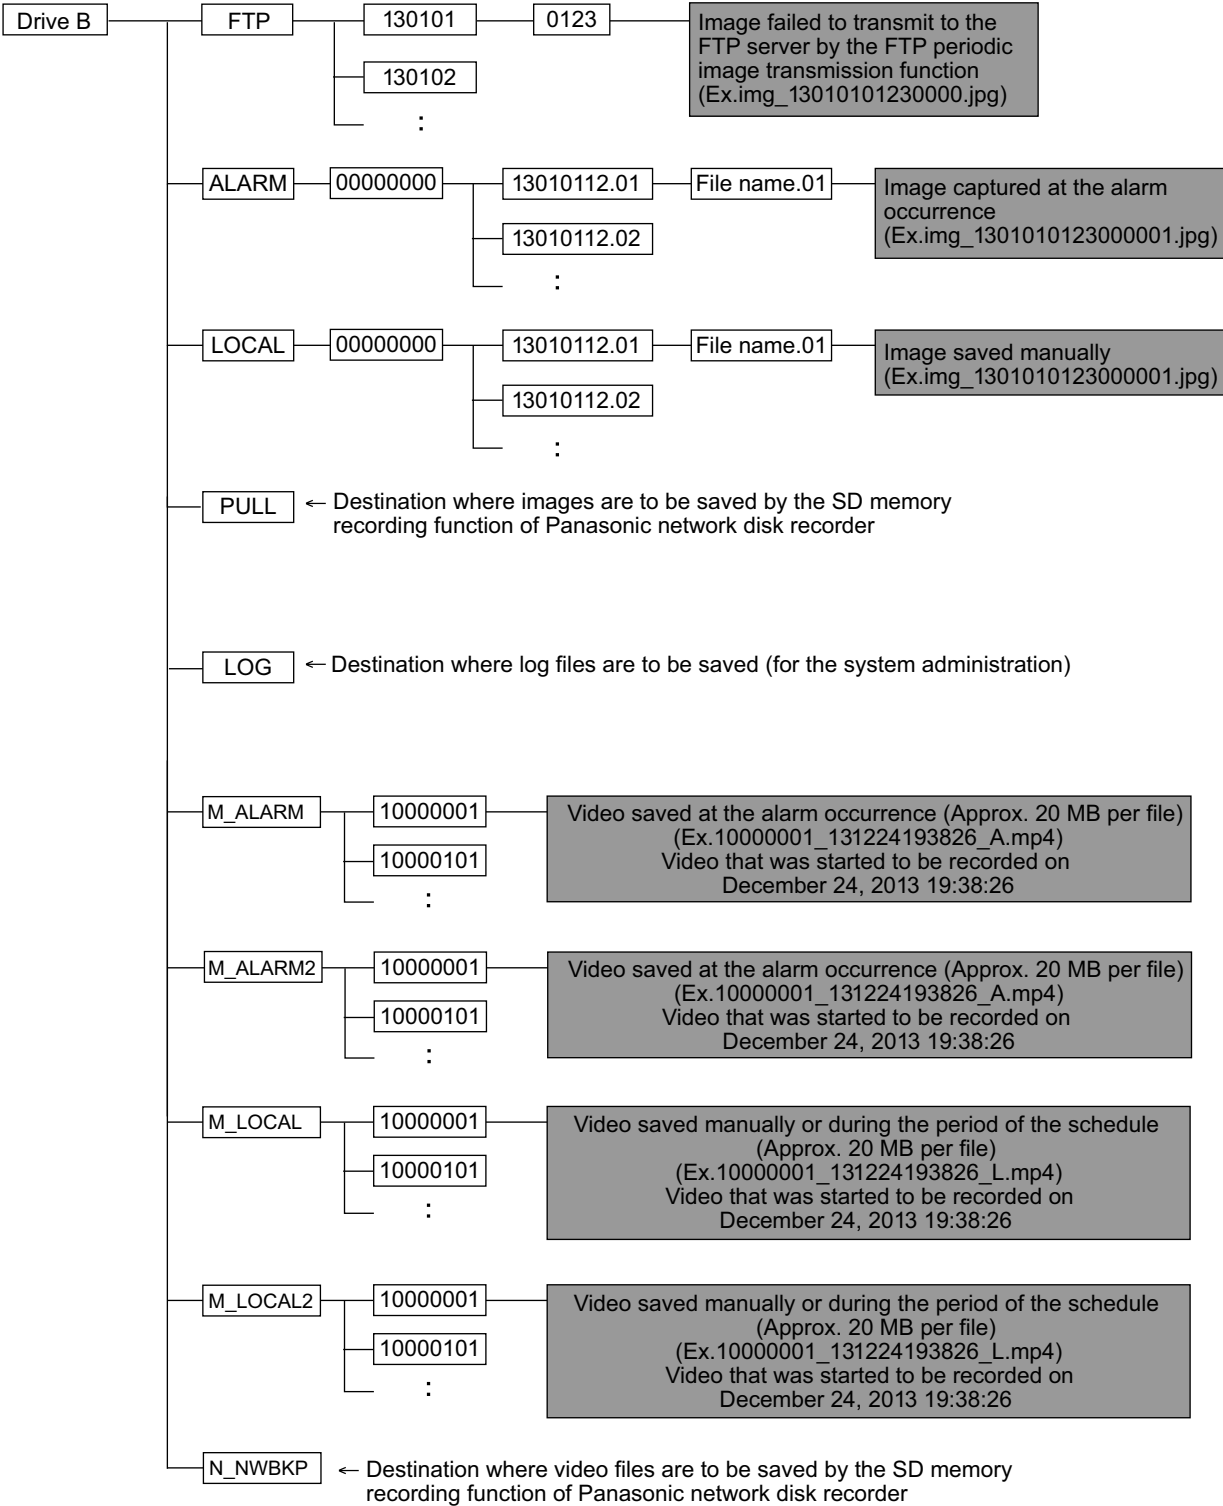 Drive B
FTP
130101
0123
Image failed to transmit to the
FTP server by the FTP periodic
image transmission function
(Ex.img_13010101230000.jpg)
130102
:
ALARM
00000000
13010112.01
File name.01
Image captured at the alarm
occurrence
(Ex.img_1301010123000001.jpg)
13010112.02
:
LOCAL
00000000
13010112.01
File name.01
Image saved manually
(Ex.img_1301010123000001.jpg)
13010112.02
:
PULL
← Destination where images are to be saved by the SD memory
recording function of Panasonic network disk recorder
LOG
← Destination where log files are to be saved (for the system administration)
M_ALARM
10000001
Video saved at the alarm occurrence (Approx. 20 MB per file)
(Ex.10000001_131224193826_A.mp4)
Video that was started to be recorded on
December 24, 2013 19:38:26
10000101
:
M_ALARM2
10000001
Video saved at the alarm occurrence (Approx. 20 MB per file)
(Ex.10000001_131224193826_A.mp4)
Video that was started to be recorded on
December 24, 2013 19:38:26
10000101
:
M_LOCAL
10000001
Video saved manually or during the period of the schedule
(Approx. 20 MB per file)
(Ex.10000001_131224193826_L.mp4)
Video that was started to be recorded on
December 24, 2013 19:38:26
10000101
:
M_LOCAL2
10000001
Video saved manually or during the period of the schedule
(Approx. 20 MB per file)
(Ex.10000001_131224193826_L.mp4)
Video that was started to be recorded on
December 24, 2013 19:38:26
10000101
:
N_NWBKP
← Destination where video files are to be saved by the SD memory
recording function of Panasonic network disk recorder